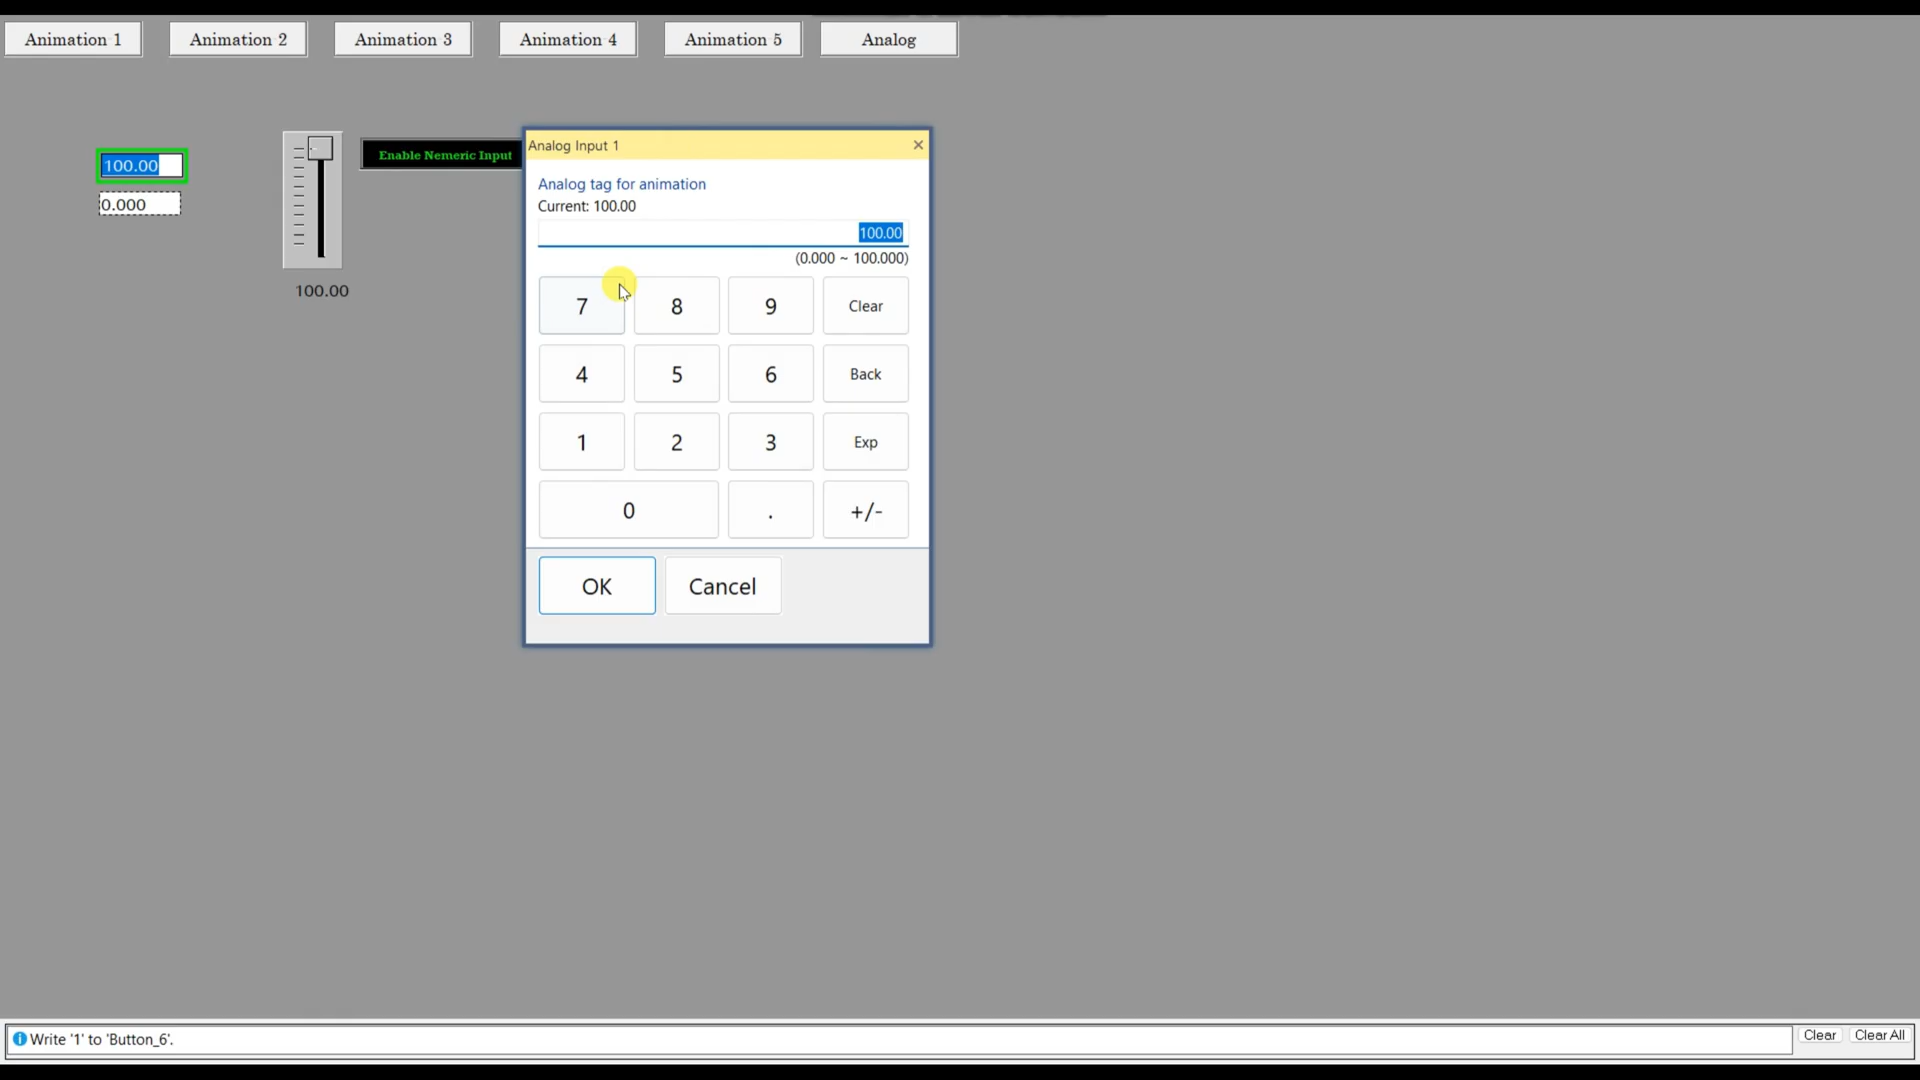 Animation 1
Animation 2
Animation 3
Animation 4
Animation 5
Analog
100.00
0.000
100.00
Enable Nemeric Input
Analog Input 1
Analog tag for animation
Current: 100.00
100.00
(0.000 ~ 100.000)
7 8 9 Clear
4 5 6 Back
1 2 3 Exp
0 . +/-
OK Cancel
Write '1' to 'Button_6'.
Clear Clear All